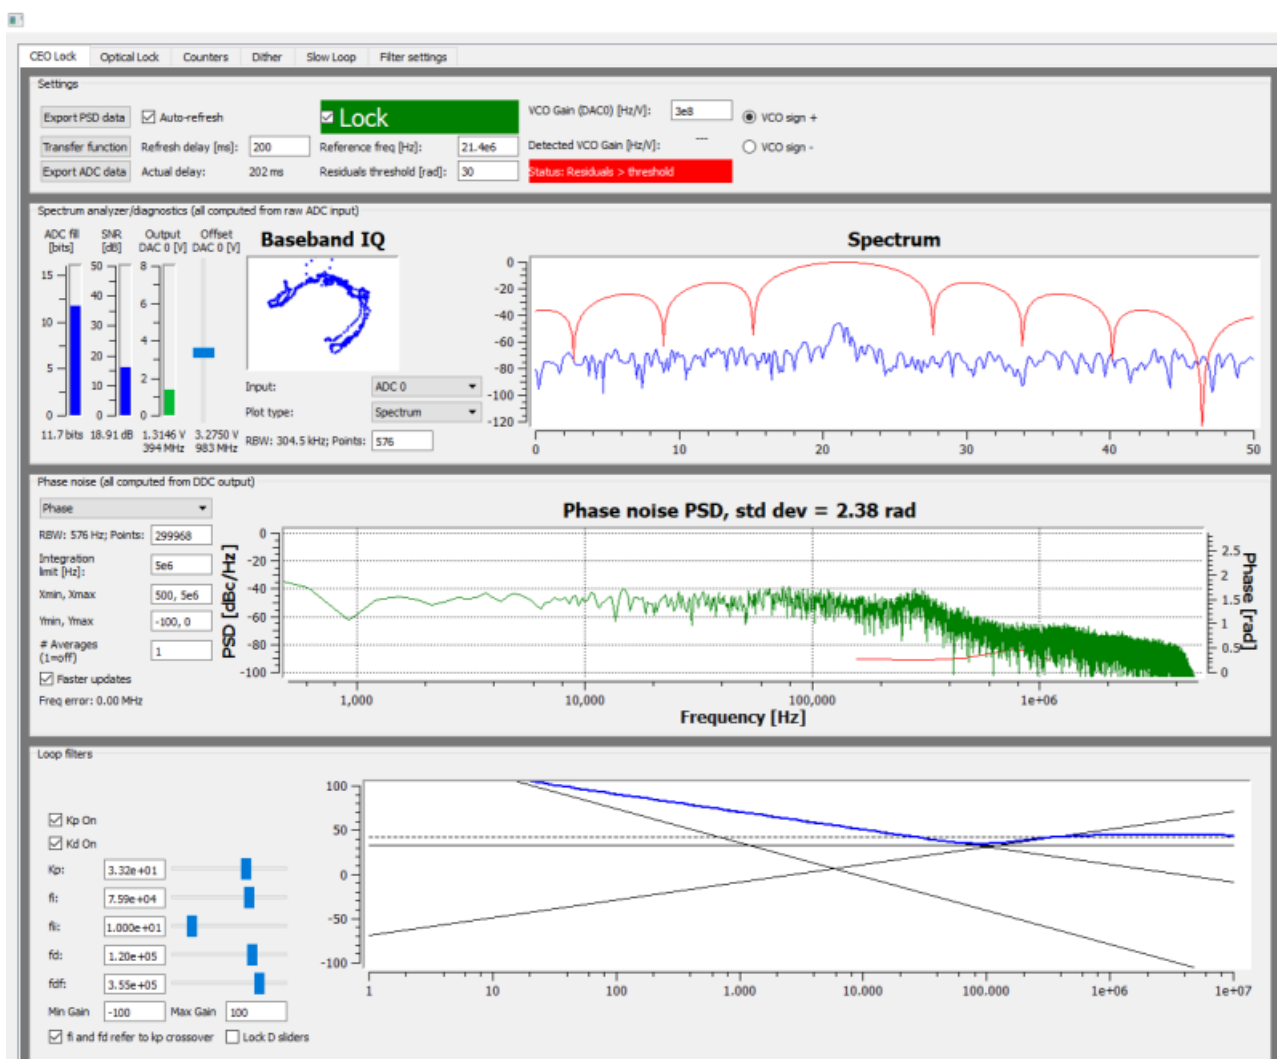 CEO Lock Optical Lock Counters Dither Slow Loop Filter settings
Settings
Export PSD data Auto-refresh Lock VCO Gain (DAC0) [Hz/V]: 3e8 VCO sign +
Transfer function Refresh delay [ms]: 200 Reference freq [Hz]: 21.4e6 Detected VCO Gain [Hz/V]: --- VCO sign -
Export ADC data Actual delay: 202 ms Residuals threshold [rad]: 30 Status: Residuals > threshold
Spectrum analyzer/diagnostics (all computed from raw ADC input)
ADC fill [bits]
SNR [dB]
Output DAC 0 [V]
Offset DAC 0 [V]
15
10
5
0
50
40
30
20
10
0
8
6
4
2
0
11.7 bits 18.91 dB 1.3146 V 3.2750 V
394 MHz 983 MHz
Baseband IQ
Input: ADC 0
Plot type: Spectrum
RBW: 304.5 kHz; Points: 576
Spectrum
0
-20
-40
-60
-80
-100
-120
0 10 20 30 40 50
Phase noise (all computed from DDC output)
Phase
RBW: 576 Hz; Points: 299968
Integration
limit [Hz]: 5e6
Xmin, Xmax 500, 5e6
Ymin, Ymax -100, 0
# Averages
(1=off) 1
Faster updates
Freq error: 0.00 MHz
Phase noise PSD, std dev = 2.38 rad
PSD [dBc/Hz]
0
-20
-40
-60
-80
-100
1,000 10,000 100,000 1e+06
Frequency [Hz]
2.5
2
1.5
1
0.5
0
Phase [rad]
Loop filters
Kp On
Kd On
Kp: 3.32e+01
fi: 7.59e+04
fii: 1.000e+01
fd: 1.20e+05
fdf: 3.55e+05
Min Gain -100 Max Gain 100
fi and fd refer to kp crossover Lock D sliders
100
50
0
-50
-100
1 10 100 1.000 10.000 100.000 1e+06 1e+07